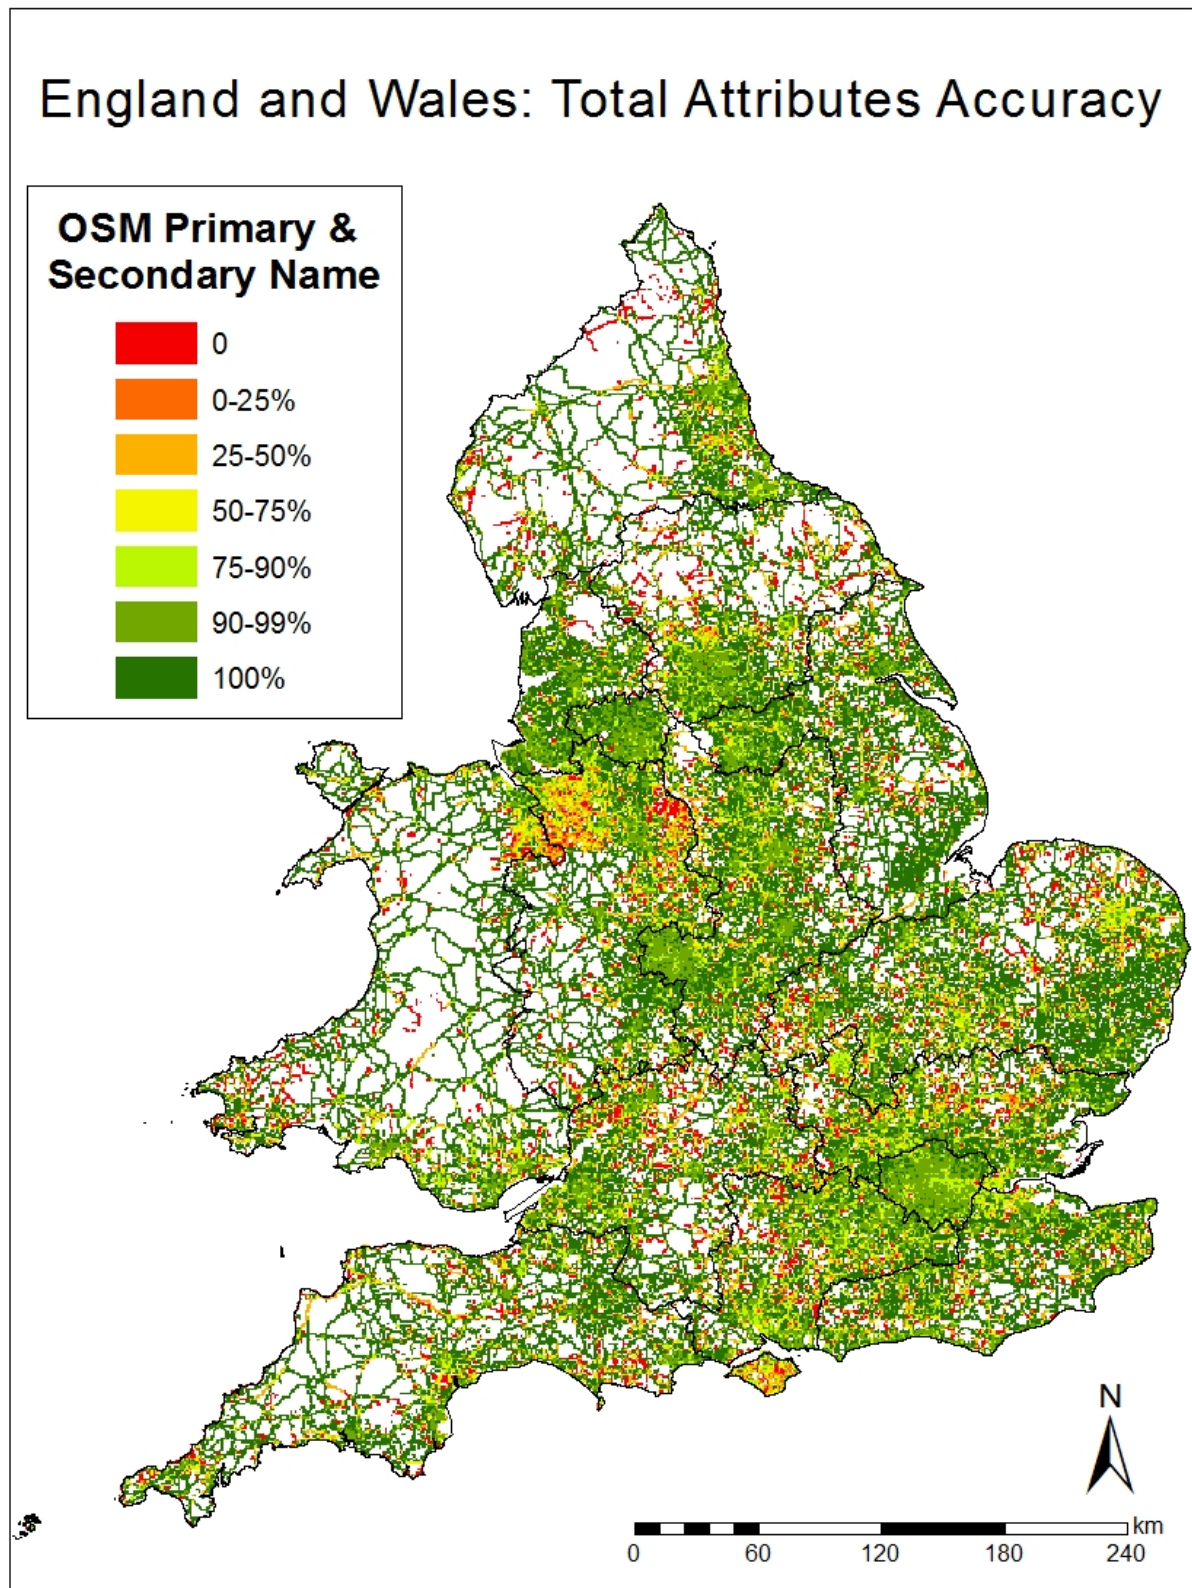 England and Wales: Total Attributes Accuracy
OSM Primary &
Secondary Name
0
0-25%
25-50%
50-75%
75-90%
90-99%
100%
N
km
0 60 120 180 240